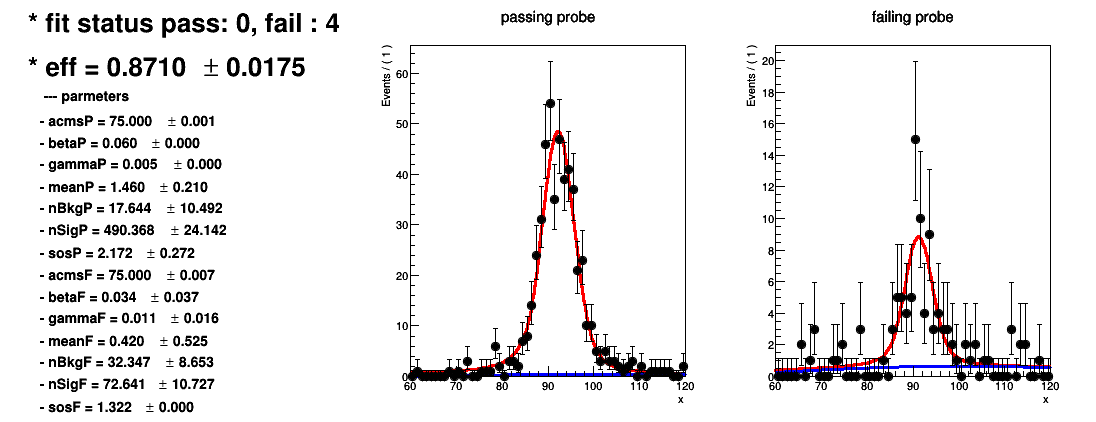 * fit status pass: 0, fail : 4
* eff = 0.8710 ± 0.0175
--- parmeters
- acmsP = 75.000 ± 0.001
- betaP = 0.060 ± 0.000
- gammaP = 0.005 ± 0.000
- meanP = 1.460 ± 0.210
- nBkgP = 17.644 ± 10.492
- nSigP = 490.368 ± 24.142
- sosP = 2.172 ± 0.272
- acmsF = 75.000 ± 0.007
- betaF = 0.034 ± 0.037
- gammaF = 0.011 ± 0.016
- meanF = 0.420 ± 0.525
- nBkgF = 32.347 ± 8.653
- nSigF = 72.641 ± 10.727
- sosF = 1.322 ± 0.000
passing probe
Events / ( 1 )
60
50
40
30
20
10
0
60 70 80 90 100 110 120
x
failing probe
Events / ( 1 )
20
18
16
14
12
10
8
6
4
2
0
60 70 80 90 100 110 120
x